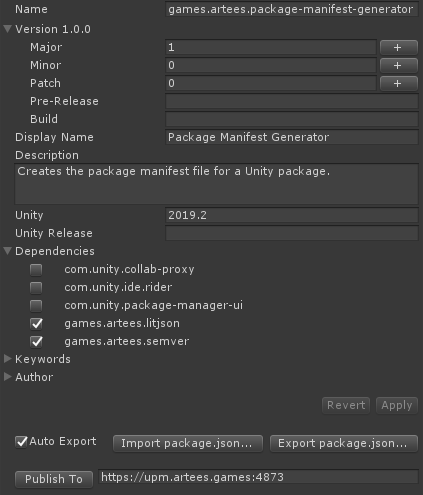 Name games.artees.package-manifest-generator
Version 1.0.0
Major 1 +
Minor 0 +
Patch 0 +
Pre-Release
Build
Display Name Package Manifest Generator
Description
Creates the package manifest file for a Unity package.
Unity 2019.2
Unity Release
Dependencies
com.unity.collab-proxy
com.unity.ide.rider
com.unity.package-manager-ui
games.artees.litjson
games.artees.semver
Keywords
Author
Revert Apply
Auto Export Import package.json... Export package.json...
Publish To https://upm.artees.games:4873